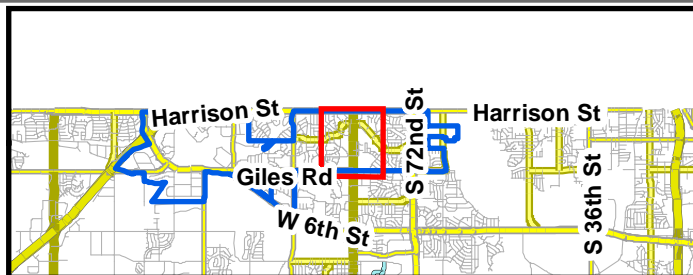 Harrison St
S 72nd St
Harrison St
Giles Rd
W 6th St
S 36th St